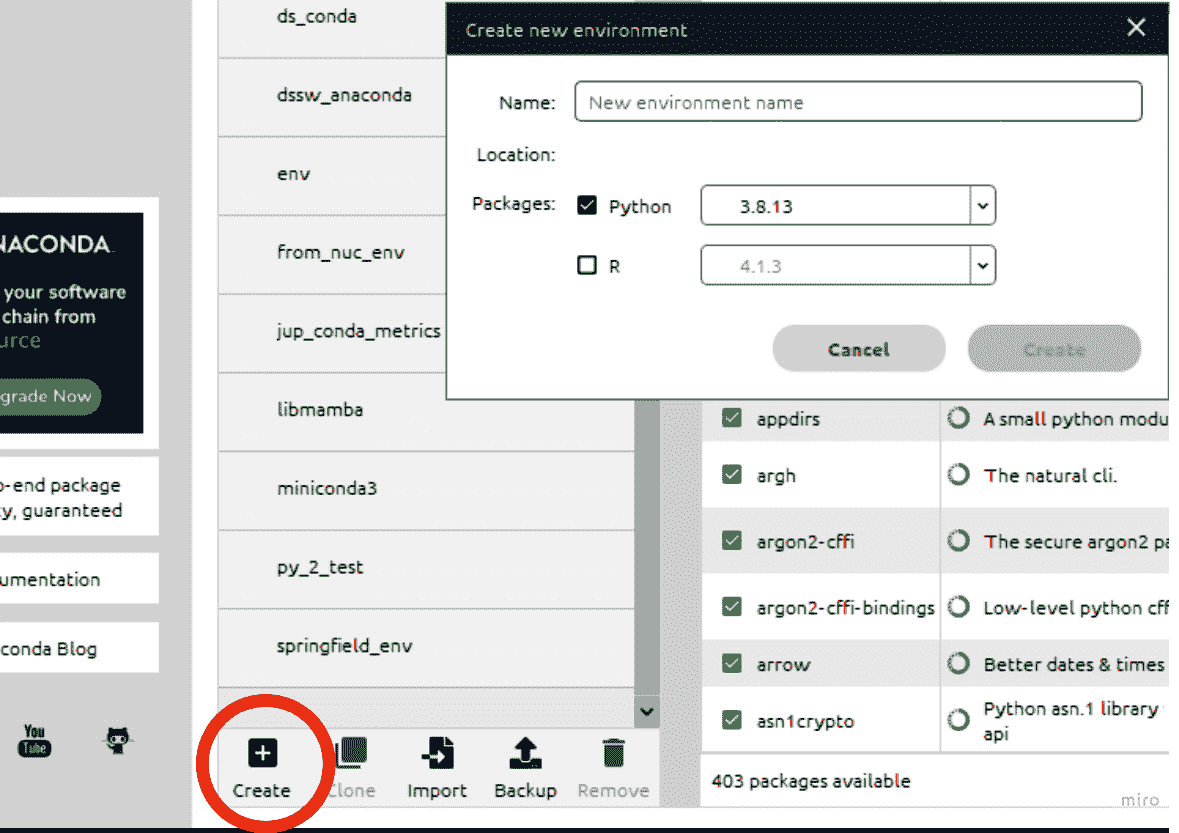 ds_conda
dssw_anaconda
env
from_nuc_env
jup_conda_metrics
libmamba
miniconda3
py_2_test
springfield_env
Create new environment
Name: New environment name
Location:
Packages: Python 3.8.13
R 4.1.3
Cancel Create
NACONDA
your software
chain from
urce
grade Now
o-end package
y, guaranteed
umentation
conda Blog
You
Tube
appdirs A small python modu
argh The natural cli.
argon2-cffi The secure argon2 pa
argon2-cffi-bindings Low-level python cff
arrow Better dates & times
asn1crypto Python asn.1 library
api
403 packages available
Create Clone Import Backup Remove
miro